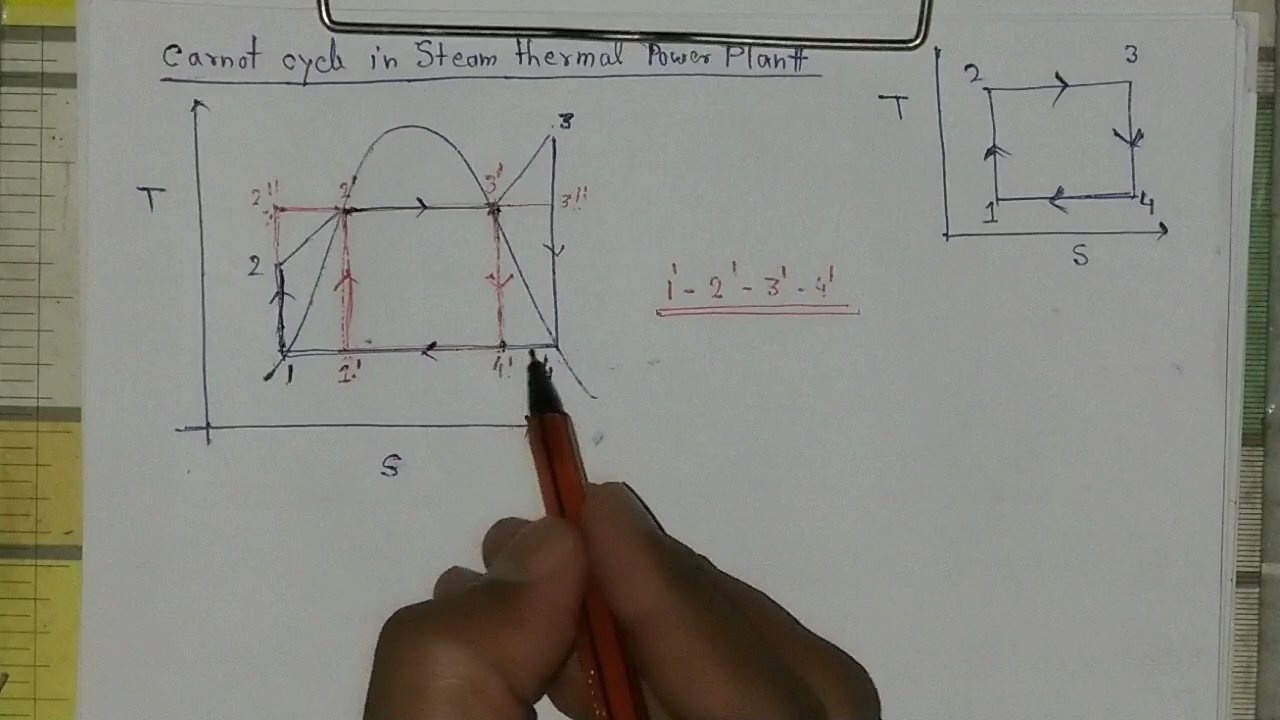 Carnot cycle in Steam thermal Power Plant
T
2''
2'
3'
3
3''
2
1
1'
4'
4
S
1' - 2' - 3' - 4'
T
2
3
1
4
S